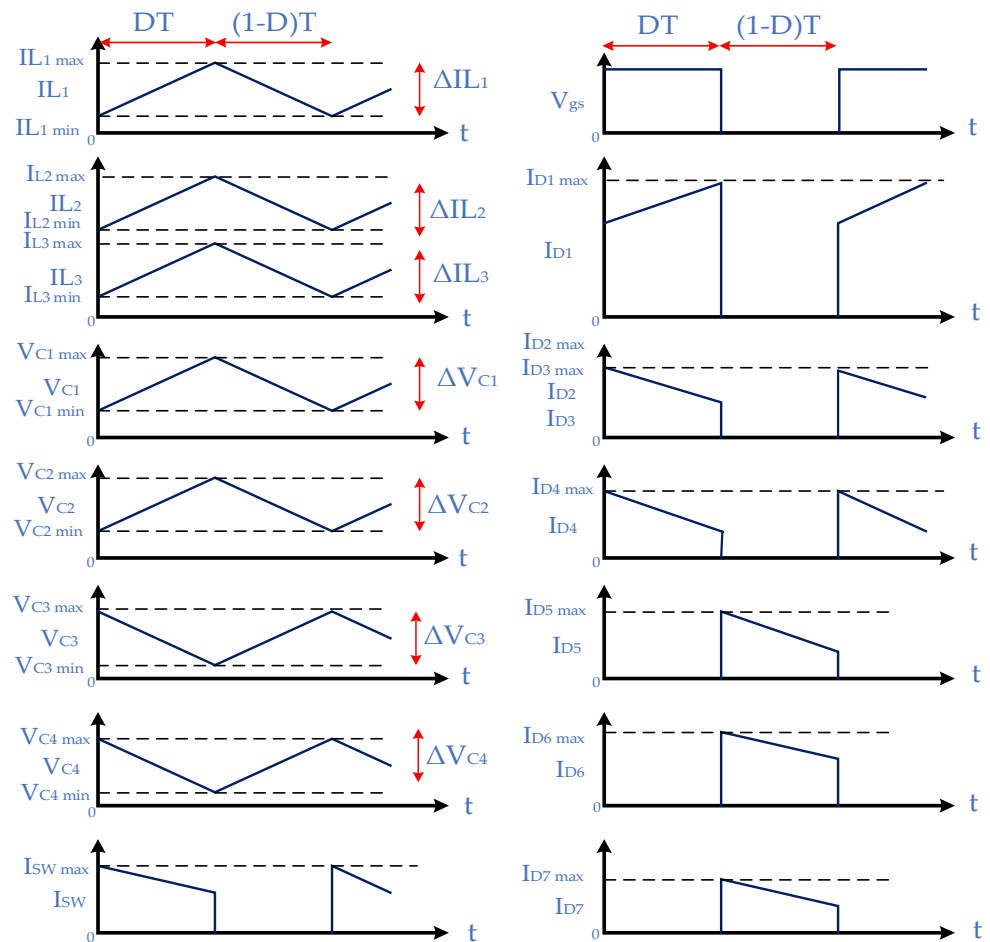 DT
(1-D)T
IL1 max
IL1
IL1 min
0
ΔIL1
t
IL2 max
IL2
IL2 min
IL3 max
IL3
IL3 min
0
ΔIL2
ΔIL3
t
VC1 max
VC1
VC1 min
0
ΔVC1
t
VC2 max
VC2
VC2 min
0
ΔVC2
t
VC3 max
VC3
VC3 min
0
ΔVC3
t
VC4 max
VC4
VC4 min
0
ΔVC4
t
ISW max
ISW
0
t
DT
(1-D)T
Vgs
0
t
ID1 max
ID1
0
t
ID2 max
ID3 max
ID2
ID3
0
t
ID4 max
ID4
0
t
ID5 max
ID5
0
t
ID6 max
ID6
0
t
ID7 max
ID7
0
t